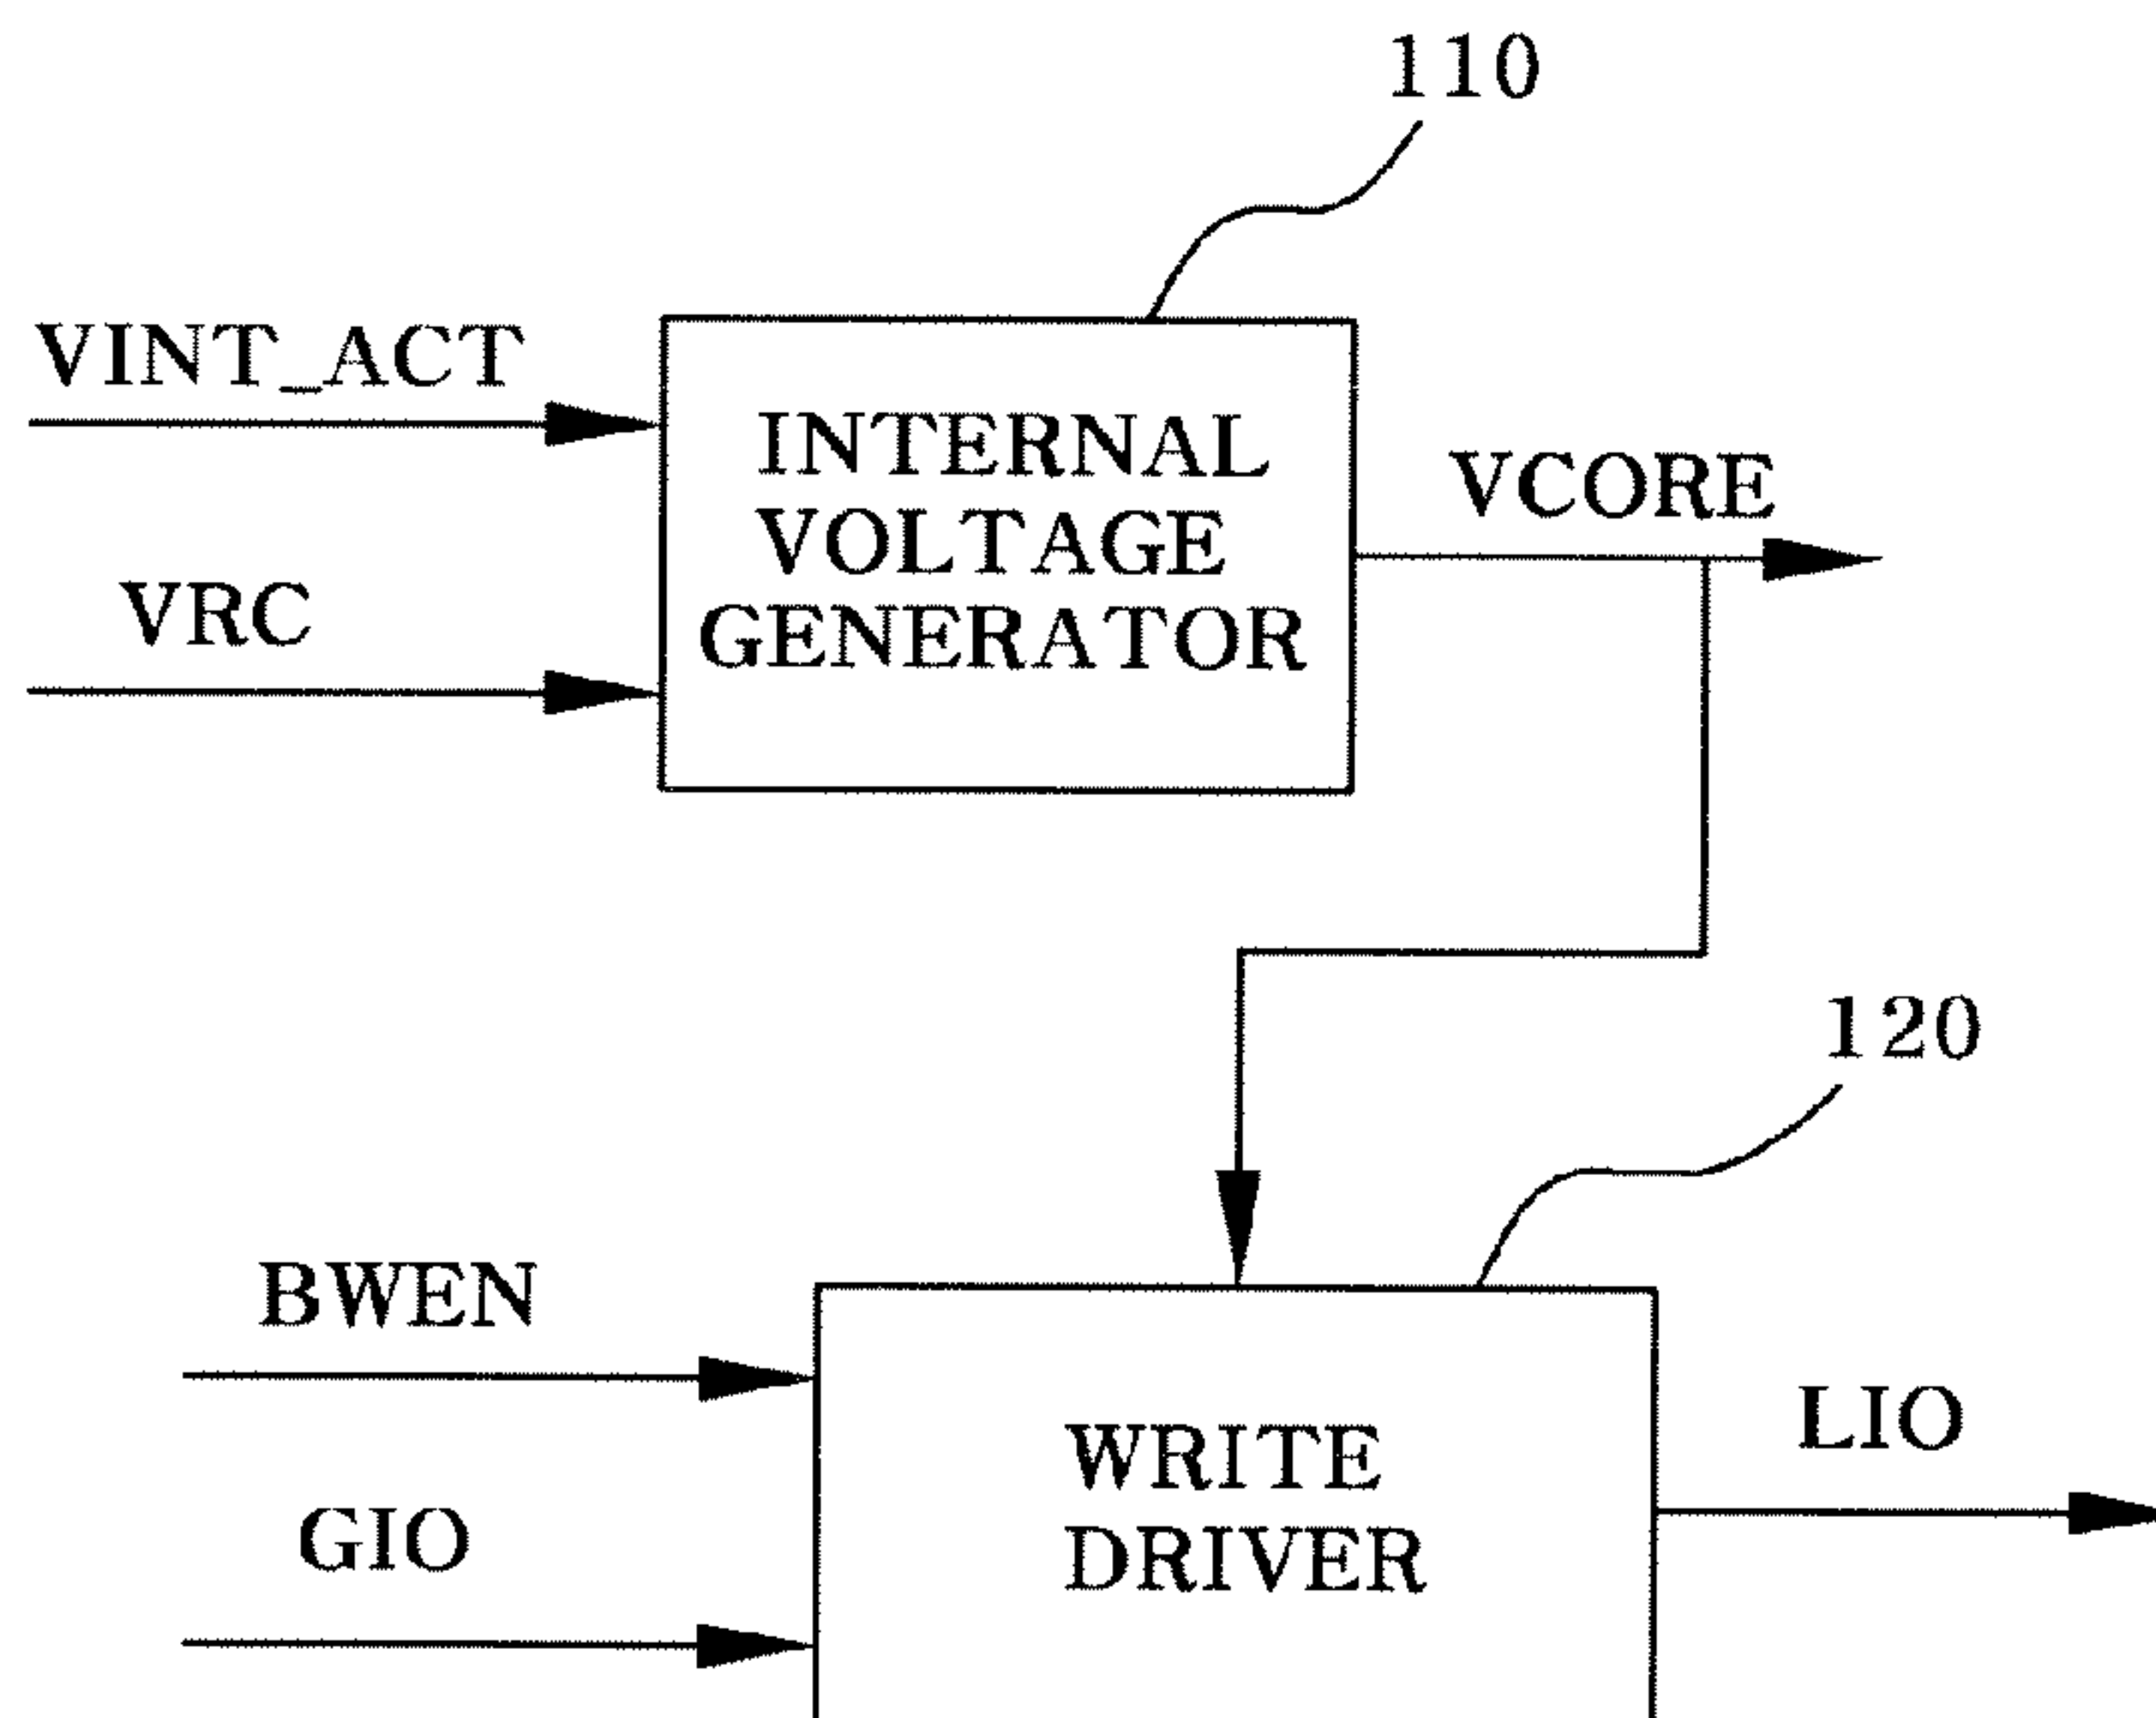 110
VINT_ACT
INTERNAL
VOLTAGE
GENERATOR
VCORE
VRC
120
BWEN
GIO
WRITE
DRIVER
LIO